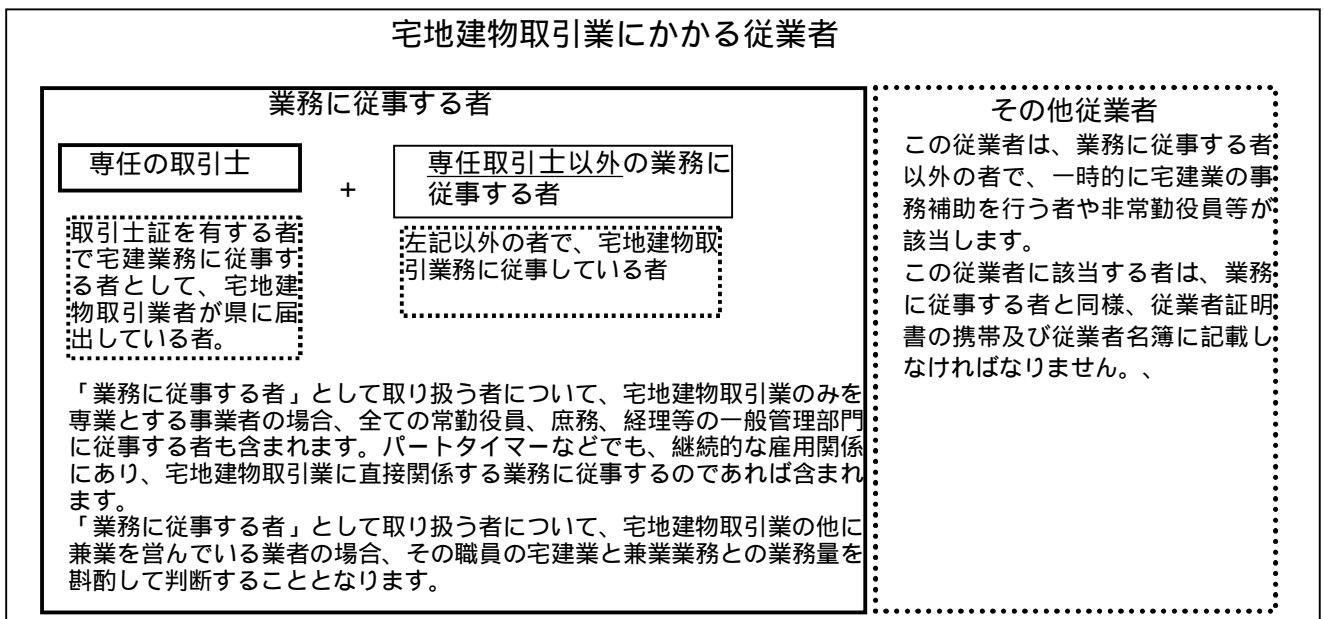 宅地建物取引業にかかる従業者
業務に従事する者
専任の取引士
+
専任取引士以外の業務に
従事する者
取引士証を有する者
で宅建業務に従事す
る者として、宅地建
物取引業者が県に届
出している者。
左記以外の者で、宅地建物取
引業務に従事している者
「業務に従事する者」として取り扱う者について、宅地建物取引業のみを
専業とする事業者の場合、全ての常勤役員、庶務、経理等の一般管理部門
に従事する者も含まれます。パートタイマーなどでも、継続的な雇用関係
にあり、宅地建物取引業に直接関係する業務に従事するのであれば含まれ
ます。
「業務に従事する者」として取り扱う者について、宅地建物取引業の他に
兼業を営んでいる業者の場合、その職員の宅建業と兼業業務との業務量を
斟酌して判断することとなります。
その他従業者
この従業者は、業務に従事する者
以外の者で、一時的に宅建業の事
務補助を行う者や非常勤役員等が
該当します。
この従業者に該当する者は、業務
に従事する者と同様、従業者証明
書の携帯及び従業者名簿に記載し
なければなりません。、